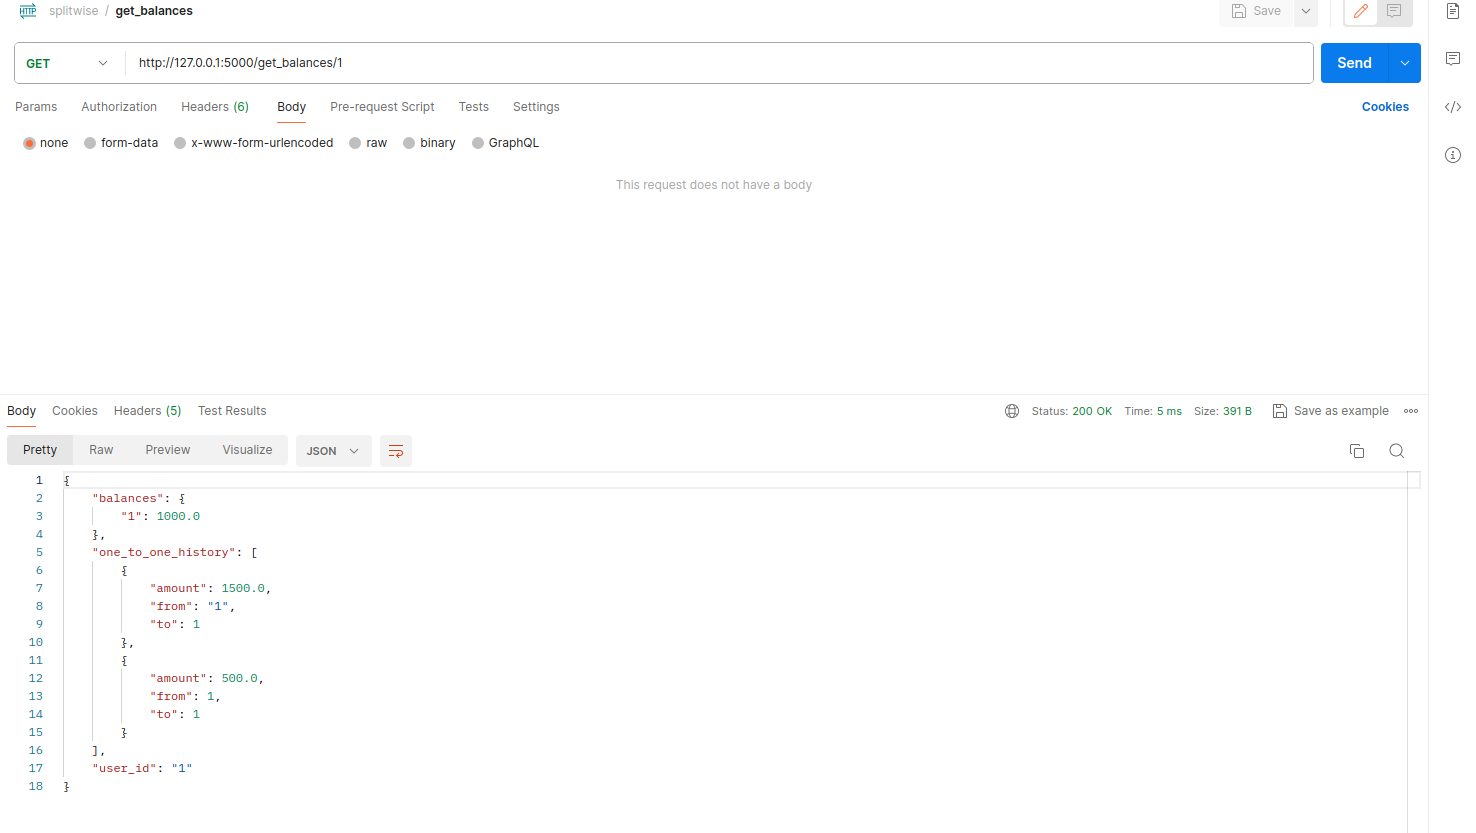 HTTP splitwise / get_balances Save
GET http://127.0.0.1:5000/get_balances/1 Send
Params Authorization Headers (6) Body Pre-request Script Tests Settings Cookies
none form-data x-www-form-urlencoded raw binary GraphQL
This request does not have a body
Body Cookies Headers (5) Test Results Status: 200 OK Time: 5 ms Size: 391 B Save as example
Pretty Raw Preview Visualize JSON
1 {
2 "balances": {
3 "1": 1000.0
4 },
5 "one_to_one_history": [
6 {
7 "amount": 1500.0,
8 "from": "1",
9 "to": 1
10 },
11 {
12 "amount": 500.0,
13 "from": 1,
14 "to": 1
15 }
16 ],
17 "user_id": "1"
18 }